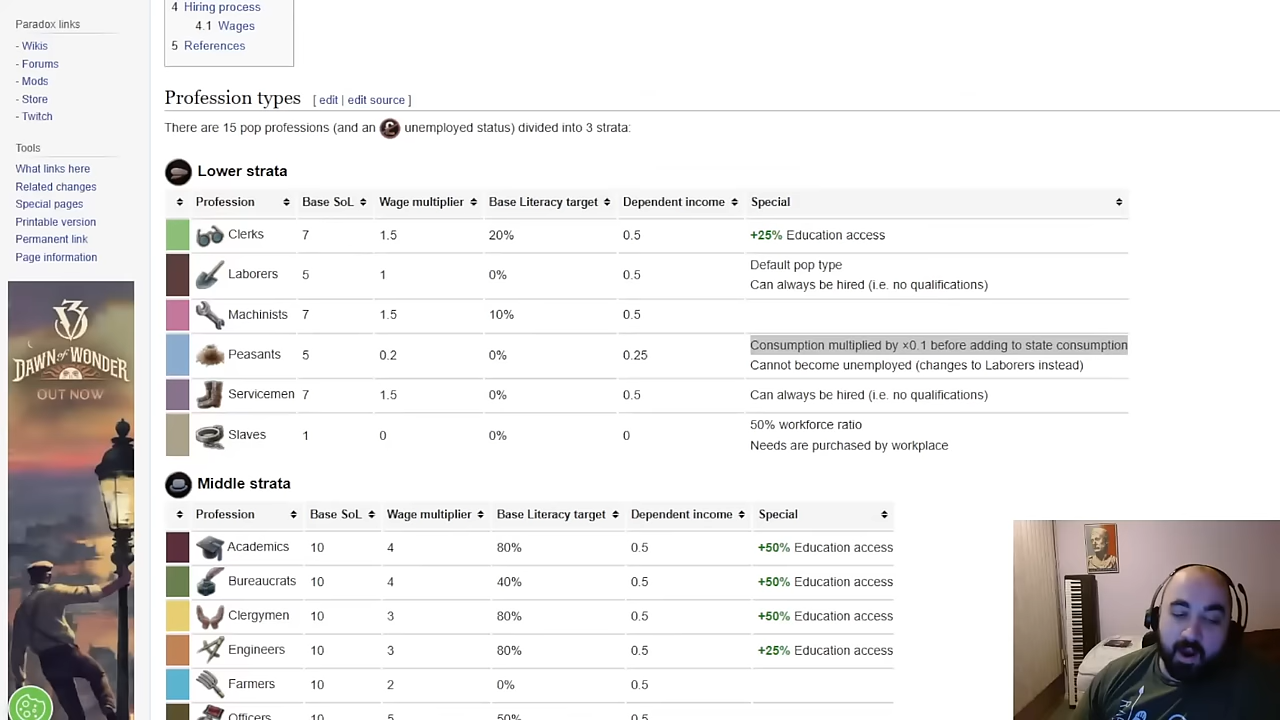 Paradox links
- Wikis
- Forums
- Mods
- Store
- Twitch
Tools
What links here
Related changes
Special pages
Printable version
Permanent link
Page information
V3
DAWN of WONDER
OUT NOW
4 Hiring process
4.1 Wages
5 References
Profession types [ edit | edit source ]
There are 15 pop professions (and an unemployed status) divided into 3 strata:
Lower strata
Profession Base SoL Wage multiplier Base Literacy target Dependent income Special
Clerks 7 1.5 20% 0.5 +25% Education access
Laborers 5 1 0% 0.5 Default pop type
Can always be hired (i.e. no qualifications)
Machinists 7 1.5 10% 0.5
Peasants 5 0.2 0% 0.25 Consumption multiplied by ×0.1 before adding to state consumption
Cannot become unemployed (changes to Laborers instead)
Servicemen 7 1.5 0% 0.5 Can always be hired (i.e. no qualifications)
Slaves 1 0 0% 0 50% workforce ratio
Needs are purchased by workplace
Middle strata
Profession Base SoL Wage multiplier Base Literacy target Dependent income Special
Academics 10 4 80% 0.5 +50% Education access
Bureaucrats 10 4 40% 0.5 +50% Education access
Clergymen 10 3 80% 0.5 +50% Education access
Engineers 10 3 80% 0.5 +25% Education access
Farmers 10 2 0% 0.5
Officers 10 5 50% 0.5